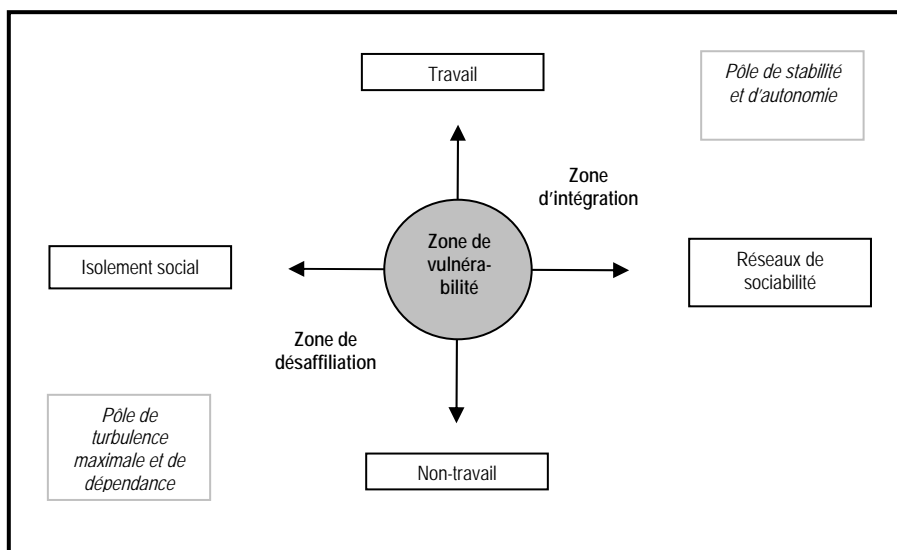 Travail
Pôle de stabilité
et d'autonomie
Zone
d'intégration
Zone de
vulnéra-
bilité
Isolement social
Réseaux de
sociabilité
Zone de
désaffiliation
Pôle de
turbulence
maximale et de
dépendance
Non-travail